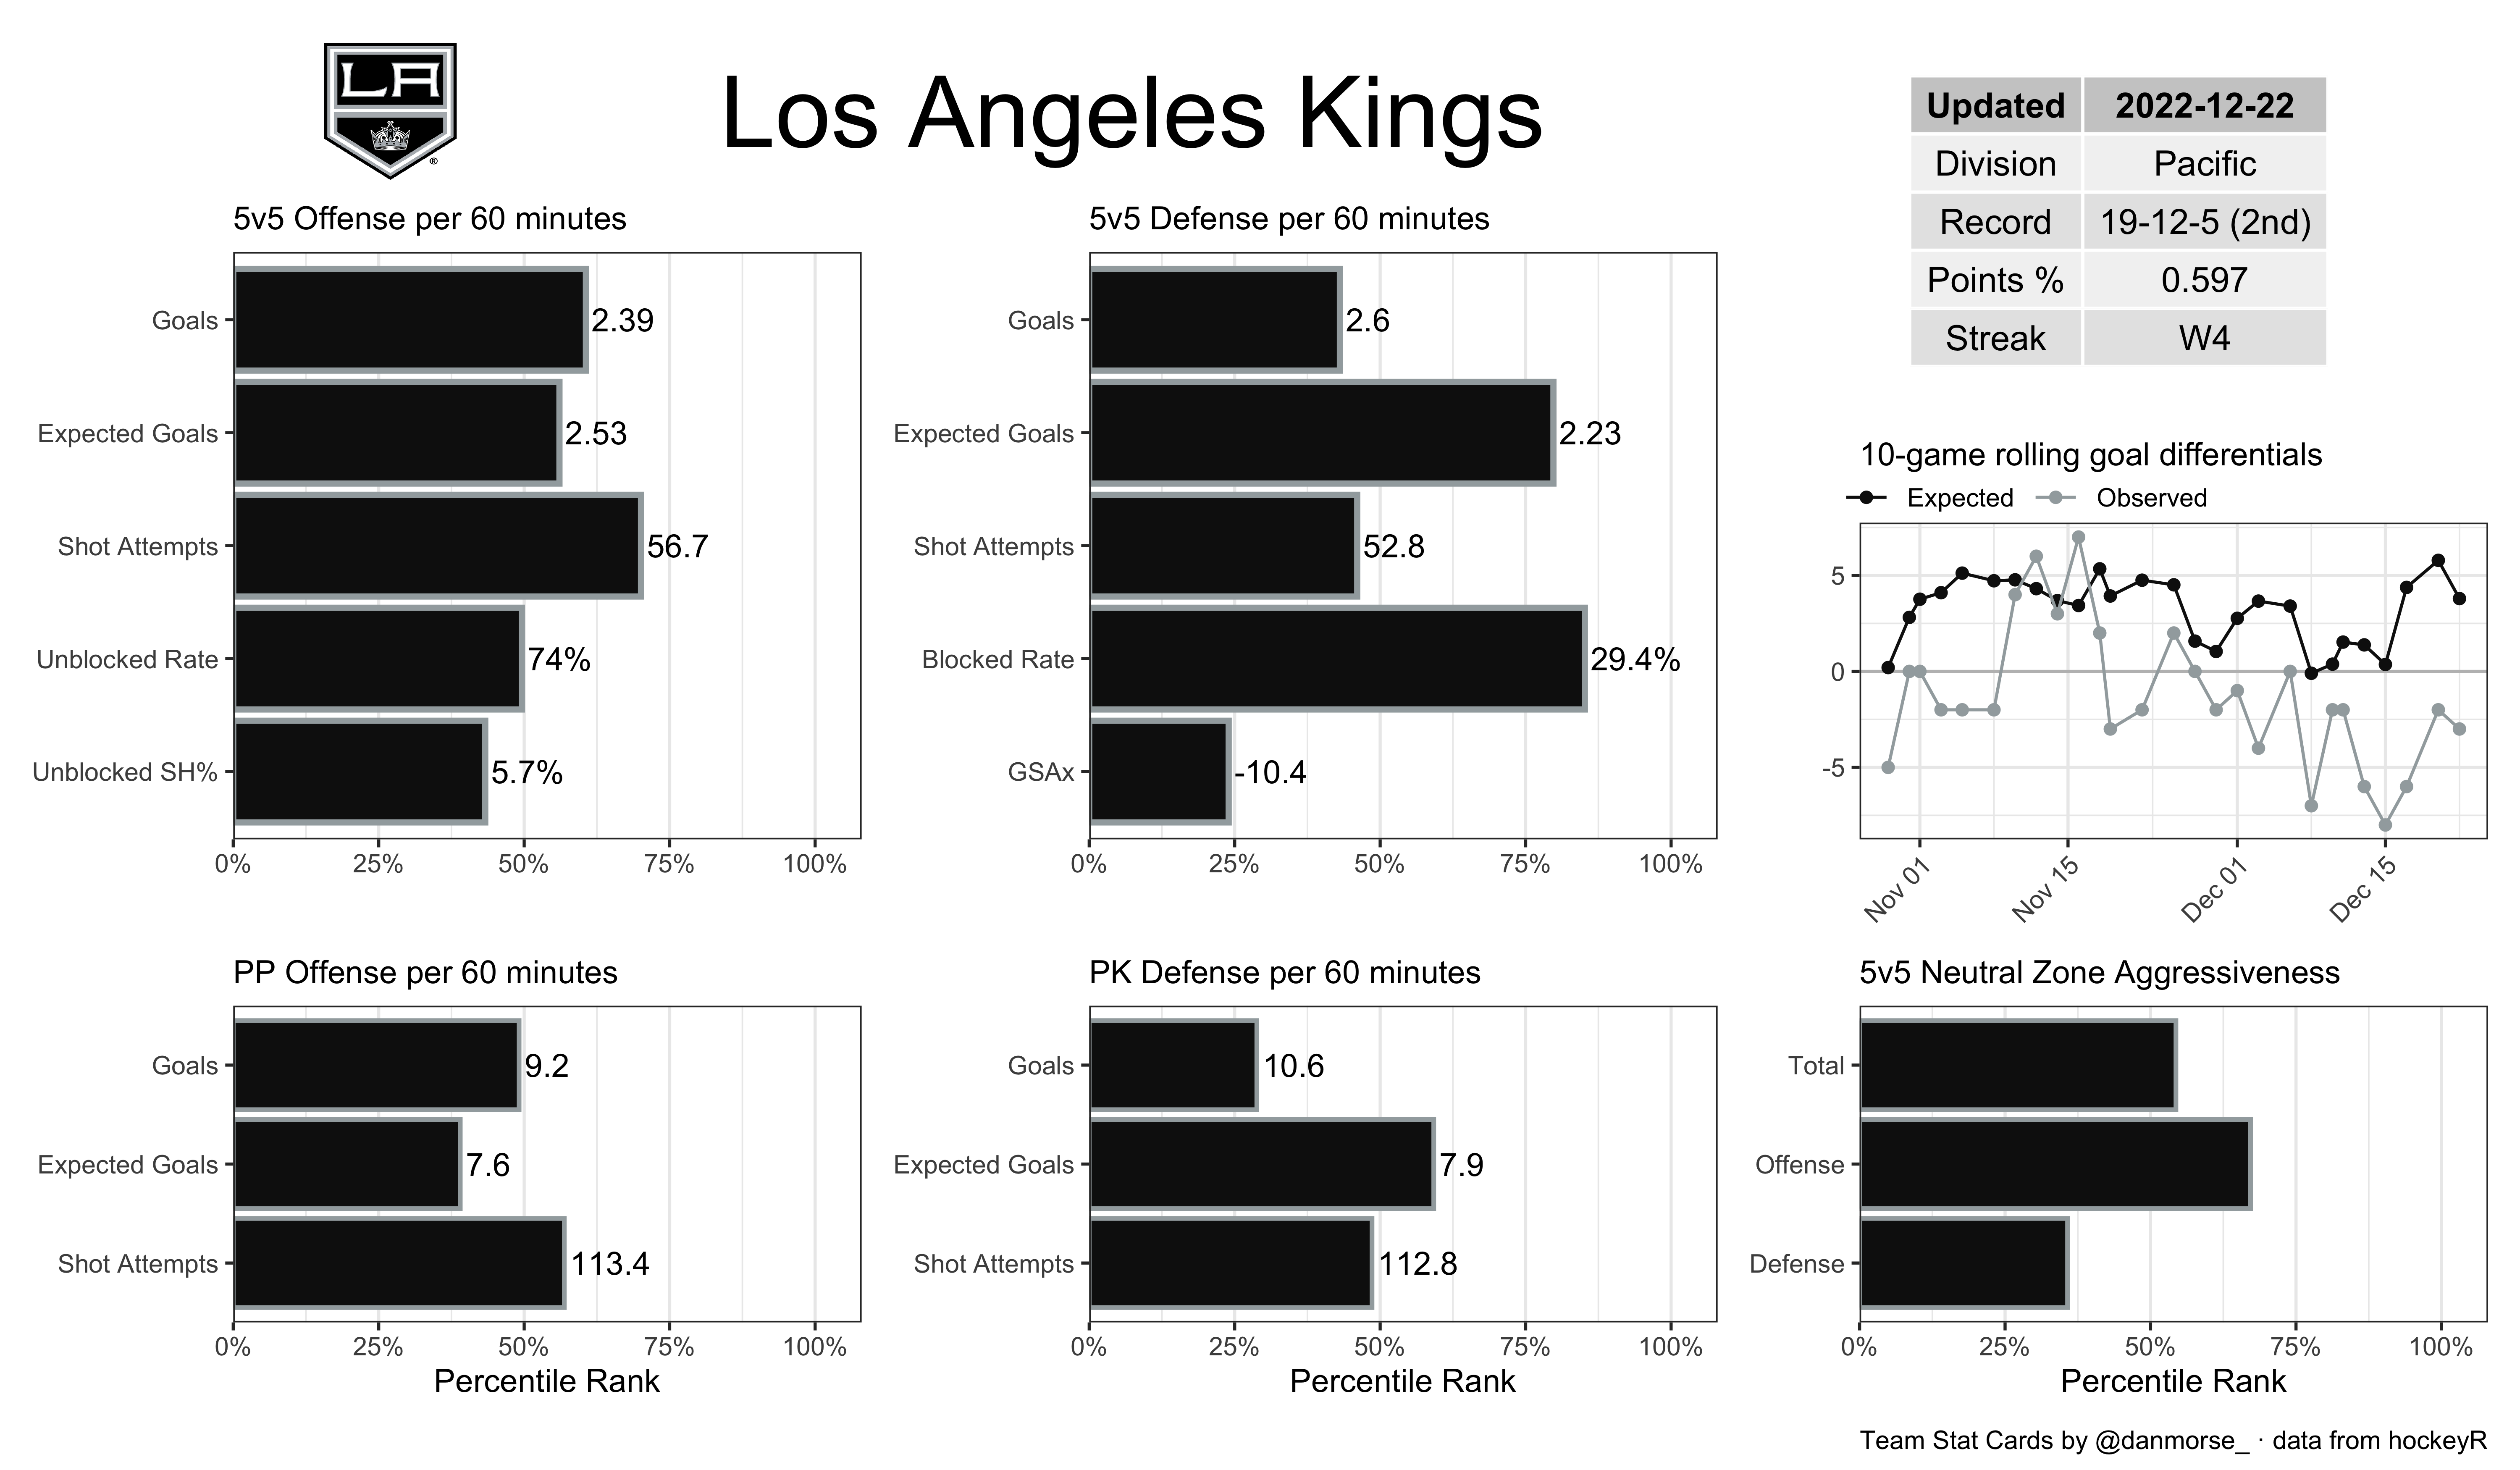 LA
®
Los Angeles Kings
Updated 2022-12-22
Division Pacific
Record 19-12-5 (2nd)
Points % 0.597
Streak W4
5v5 Offense per 60 minutes
Goals 2.39
Expected Goals 2.53
Shot Attempts 56.7
Unblocked Rate 74%
Unblocked SH% 5.7%
0% 25% 50% 75% 100%
5v5 Defense per 60 minutes
Goals 2.6
Expected Goals 2.23
Shot Attempts 52.8
Blocked Rate 29.4%
GSAx -10.4
0% 25% 50% 75% 100%
10-game rolling goal differentials
Expected Observed
5
0
-5
Nov 01 Nov 15 Dec 01 Dec 15
PP Offense per 60 minutes
Goals 9.2
Expected Goals 7.6
Shot Attempts 113.4
0% 25% 50% 75% 100%
Percentile Rank
PK Defense per 60 minutes
Goals 10.6
Expected Goals 7.9
Shot Attempts 112.8
0% 25% 50% 75% 100%
Percentile Rank
5v5 Neutral Zone Aggressiveness
Total
Offense
Defense
0% 25% 50% 75% 100%
Percentile Rank
Team Stat Cards by @danmorse_ · data from hockeyR